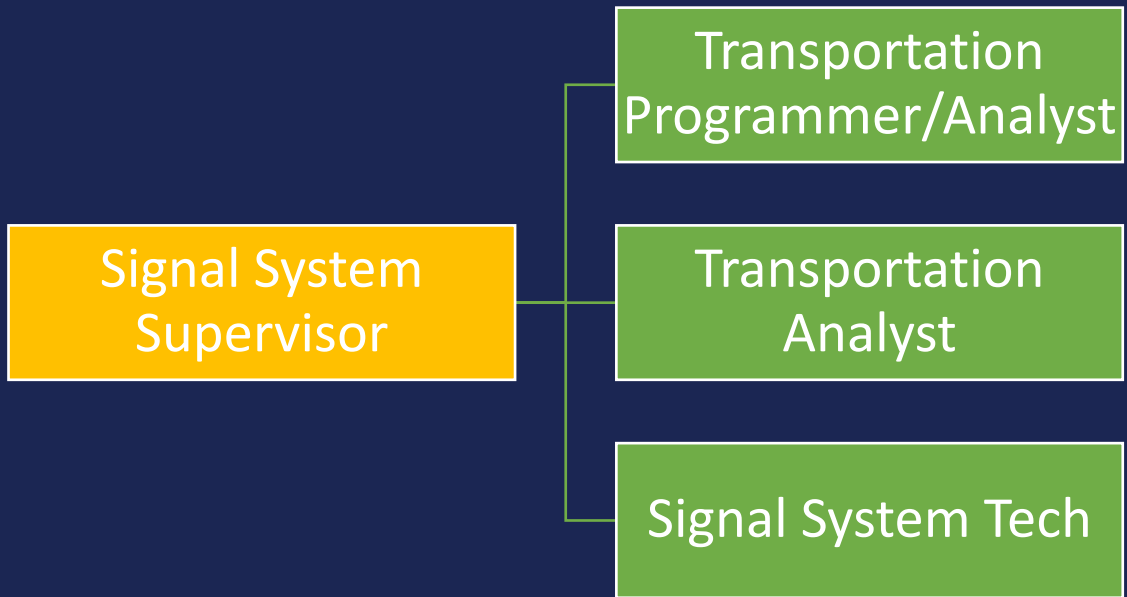 Transportation
Programmer/Analyst
Signal System
Supervisor
Transportation
Analyst
Signal System Tech